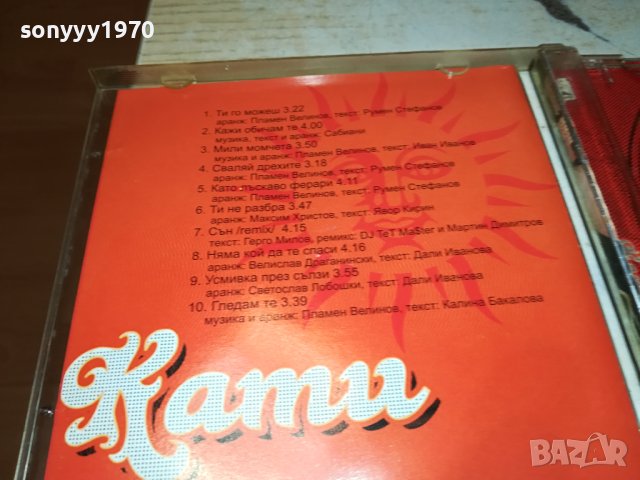 sonyyy1970
1. Ти го можеш 3.22
аранж: Пламен Велинов, текст: Румен Стефанов
2. Кажи обичам те 4.00
музика, текст и аранж: Сабиани
3. Мили момчета 3.50
музика и аранж: Пламен Велинов, текст: Иван Иванов
4. Сваляй дрехите 3.18
аранж: Пламен Велинов, текст: Румен Стефанов
5. Като лъскаво ферари 4.11
аранж: Пламен Велинов, текст: Румен Стефанов
6. Ти не разбра 3.47
аранж: Максим Христов, текст: Явор Кирин
7. Сън /remix/ 4.15
текст: Герго Милов, ремикс: DJ TeT Ma$ter и Мартин Димитров
8. Няма кой да те спаси 4.16
аранж: Велислав Драганински, текст: Дали Иванова
9. Усмивка през сълзи 3.55
аранж: Светослав Лобошки, текст: Дали Иванова
10. Гледам те 3.39
музика и аранж: Пламен Велинов, текст: Калина Бакалова
Кати
BAZAR